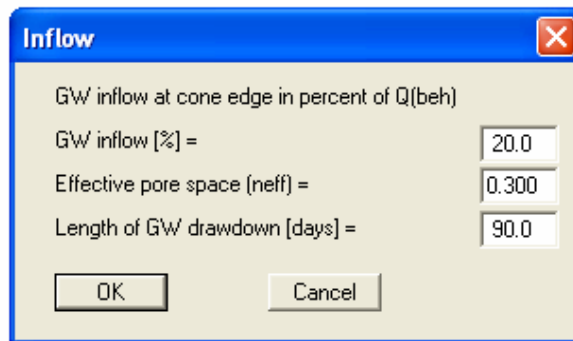 Inflow
GW inflow at cone edge in percent of Q(beh)
GW inflow [%] = 20.0
Effective pore space (neff) = 0.300
Length of GW drawdown [days] = 90.0
OK Cancel